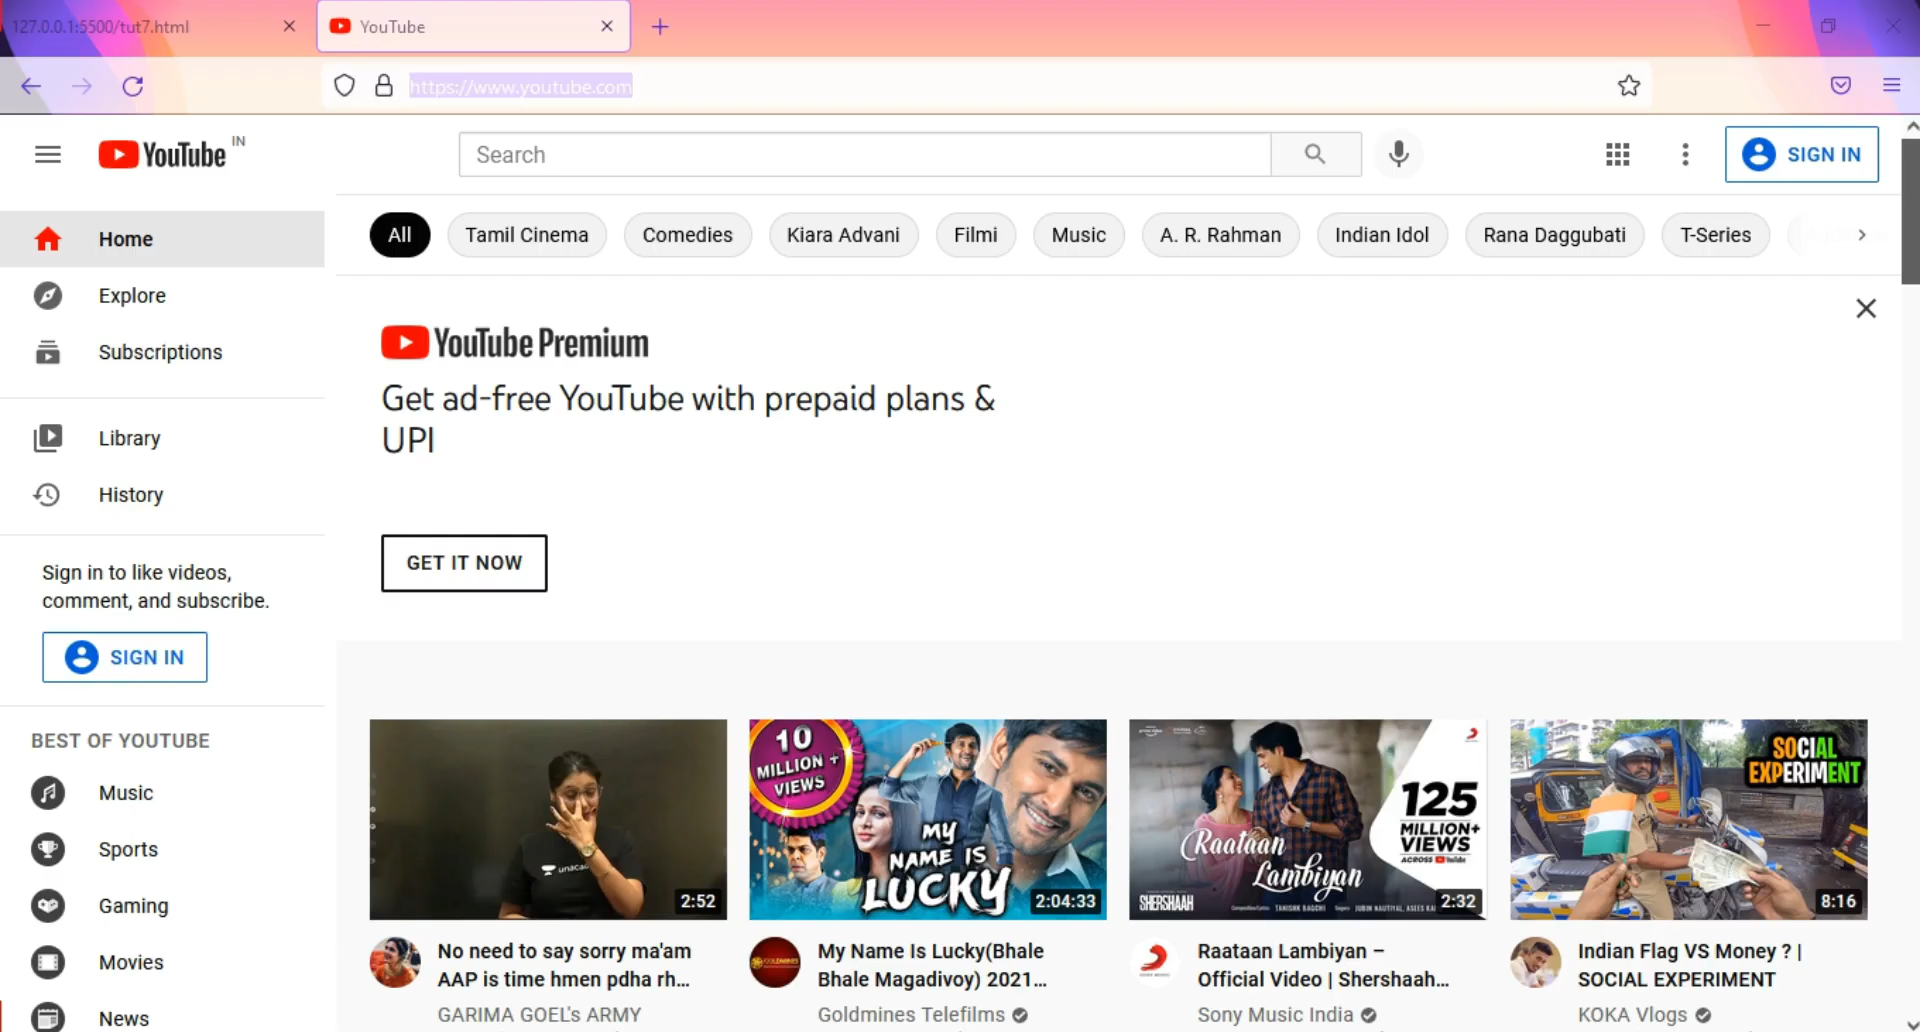 127.0.0.1:5500/tut7.html
YouTube
https://www.youtube.com
YouTube IN
Search
SIGN IN
All
Tamil Cinema
Comedies
Kiara Advani
Filmi
Music
A. R. Rahman
Indian Idol
Rana Daggubati
T-Series
Home
Explore
Subscriptions
Library
History
Sign in to like videos,
comment, and subscribe.
SIGN IN
BEST OF YOUTUBE
Music
Sports
Gaming
Movies
News
YouTube Premium
Get ad-free YouTube with prepaid plans &
UPI
GET IT NOW
2:52
10
MILLION +
VIEWS
MY
NAME IS
LUCKY
2:04:33
Raataan
Lambiyan
125
MILLION+
VIEWS
ACROSS YouTube
SHERSHAAH
2:32
SOCIAL
EXPERIMENT
8:16
No need to say sorry ma'am
AAP is time hmen pdha rh...
GARIMA GOEL's ARMY
My Name Is Lucky(Bhale
Bhale Magadivoy) 2021...
Goldmines Telefilms
Raataan Lambiyan –
Official Video | Shershaah...
Sony Music India
Indian Flag VS Money ? |
SOCIAL EXPERIMENT
KOKA Vlogs